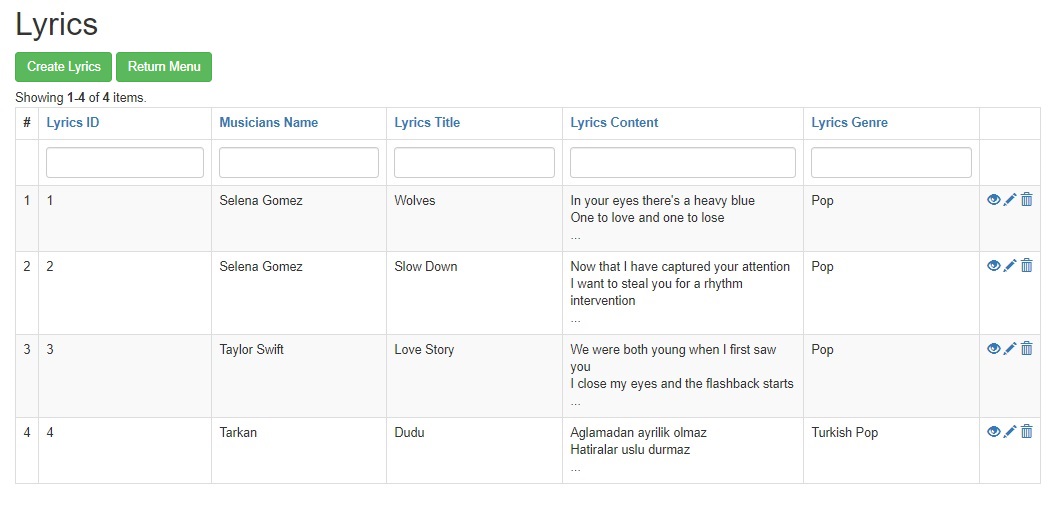 Lyrics
Create Lyrics Return Menu
Showing 1-4 of 4 items.
# Lyrics ID Musicians Name Lyrics Title Lyrics Content Lyrics Genre
1 1 Selena Gomez Wolves In your eyes there's a heavy blue Pop
One to love and one to lose
...
2 2 Selena Gomez Slow Down Now that I have captured your attention Pop
I want to steal you for a rhythm
intervention
...
3 3 Taylor Swift Love Story We were both young when I first saw Pop
you
I close my eyes and the flashback starts
...
4 4 Tarkan Dudu Aglamadan ayrilik olmaz Turkish Pop
Hatiralar uslu durmaz
...